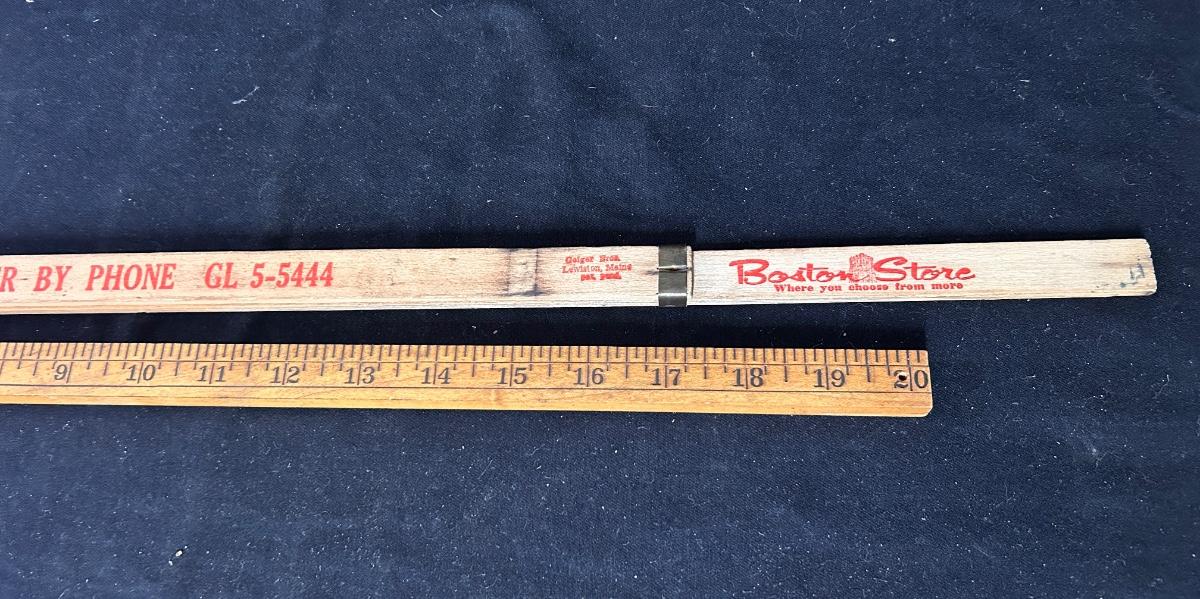 R - BY PHONE GL 5-5444
Geiger Bros.
Lewiston, Maine
Boston Store
Where you choose from more
9 10 11 12 13 14 15 16 17 18 19 20